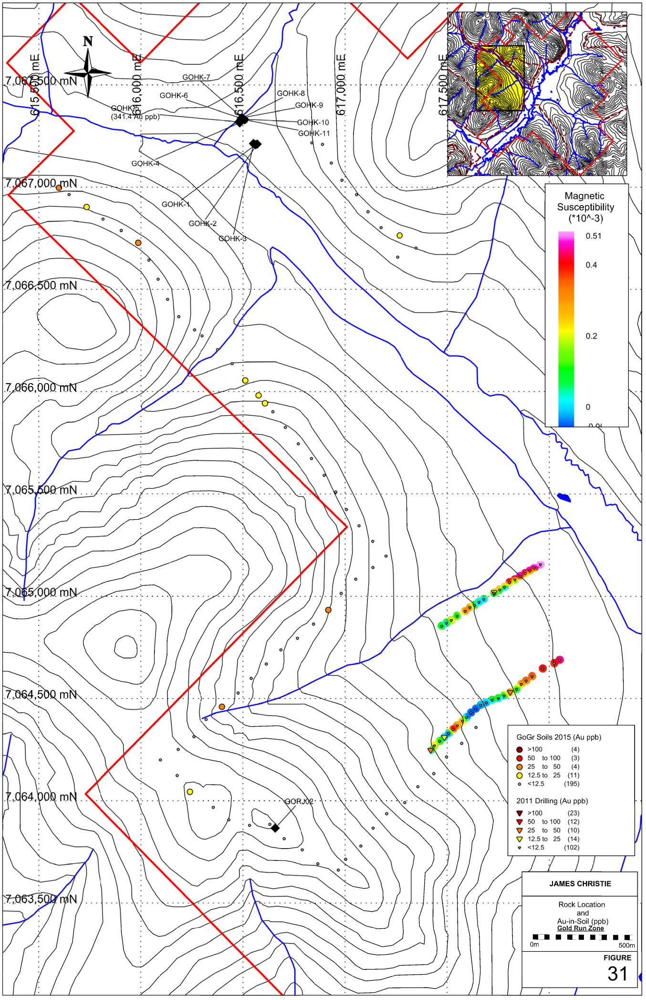 N
615,500 mE
616,000 mE
616,500 mE
617,000 mE
617,500 mE
7,067,500 mN
GOHK-7
GOHK-6
GOHK-8
GOHK-9
GOHK-5
(341.4 Au ppb)
GOHK-10
GOHK-11
GOHK-4
7,067,000 mN
GOHK-1
GOHK-2
GOHK-3
Magnetic
Susceptibility
(*10^-3)
0.51
0.4
0.2
0
7,066,500 mN
7,066,000 mN
7,065,500 mN
7,065,000 mN
7,064,500 mN
7,064,000 mN
GORJ02
7,063,500 mN
GoGr Soils 2015 (Au ppb)
>100 (4)
50 to 100 (3)
25 to 50 (4)
12.5 to 25 (11)
<12.5 (195)
2011 Drilling (Au ppb)
>100 (23)
50 to 100 (12)
25 to 50 (10)
12.5 to 25 (14)
<12.5 (102)
JAMES CHRISTIE
Rock Location
and
Au-in-Soil (ppb)
Gold Run Zone
0m 500m
FIGURE
31